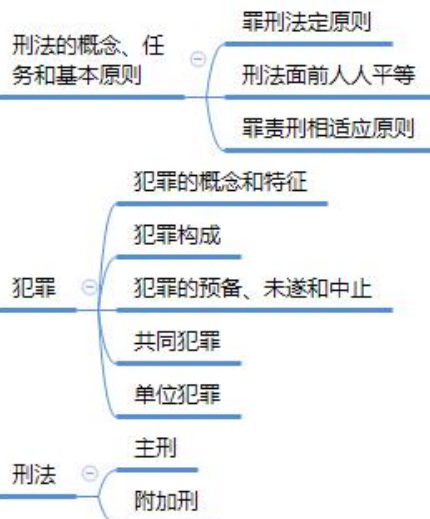 刑法的概念、任
务和基本原则
罪刑法定原则
刑法面前人人平等
罪责刑相适应原则
犯罪
犯罪的概念和特征
犯罪构成
犯罪的预备、未遂和中止
共同犯罪
单位犯罪
刑法
主刑
附加刑